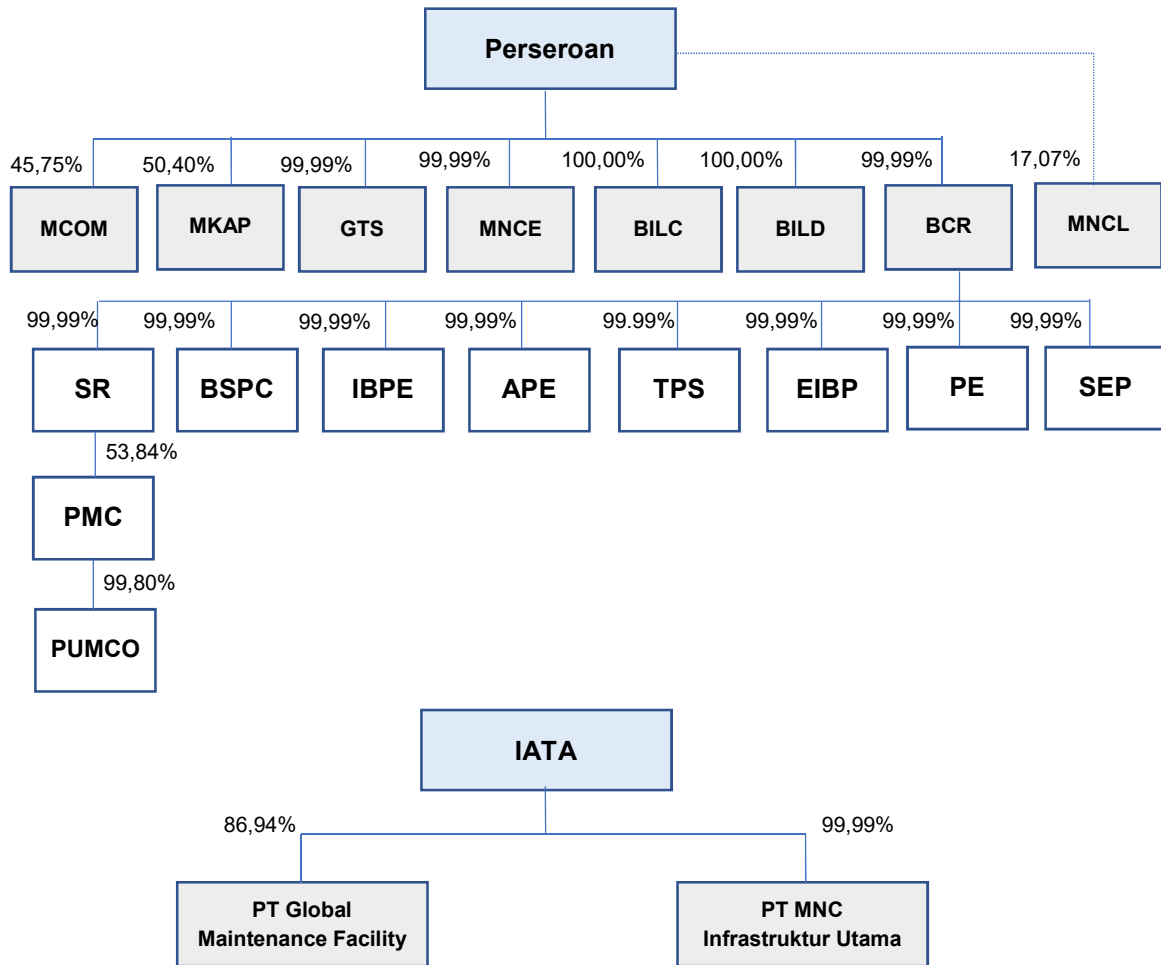 Perseroan
45,75%
50,40%
99,99%
99,99%
100,00%
100,00%
99,99%
17,07%
MCOM
MKAP
GTS
MNCE
BILC
BILD
BCR
MNCL
99,99%
99,99%
99,99%
99,99%
99.99%
99,99%
99,99%
99,99%
SR
BSPC
IBPE
APE
TPS
EIBP
PE
SEP
53,84%
PMC
99,80%
PUMCO
IATA
86,94%
99,99%
PT Global
Maintenance Facility
PT MNC
Infrastruktur Utama